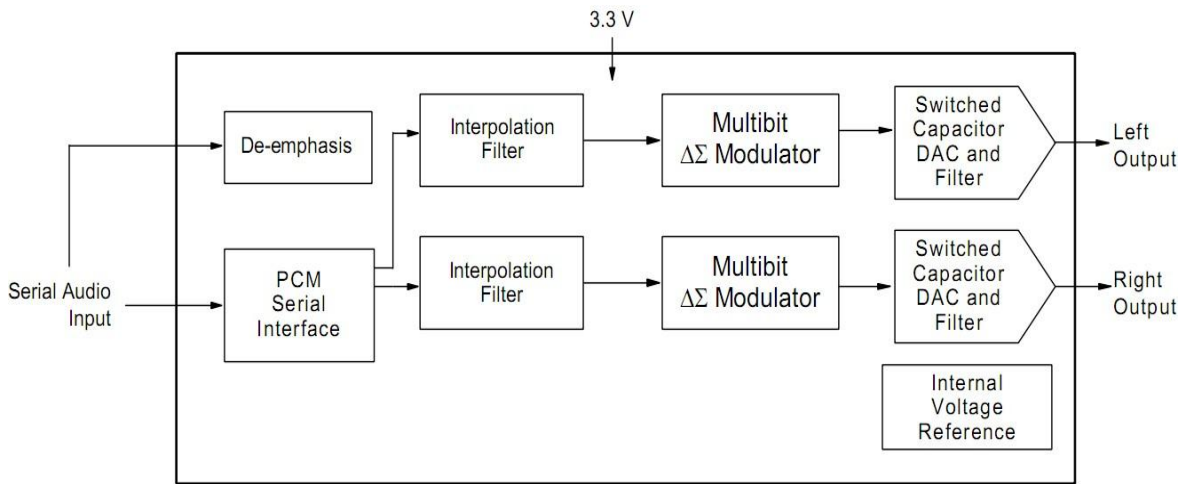 3.3 V
De-emphasis
Interpolation
Filter
Multibit
ΔΣ Modulator
Switched
Capacitor
DAC and
Filter
Left
Output
Serial Audio
Input
PCM
Serial
Interface
Interpolation
Filter
Multibit
ΔΣ Modulator
Switched
Capacitor
DAC and
Filter
Right
Output
Internal
Voltage
Reference